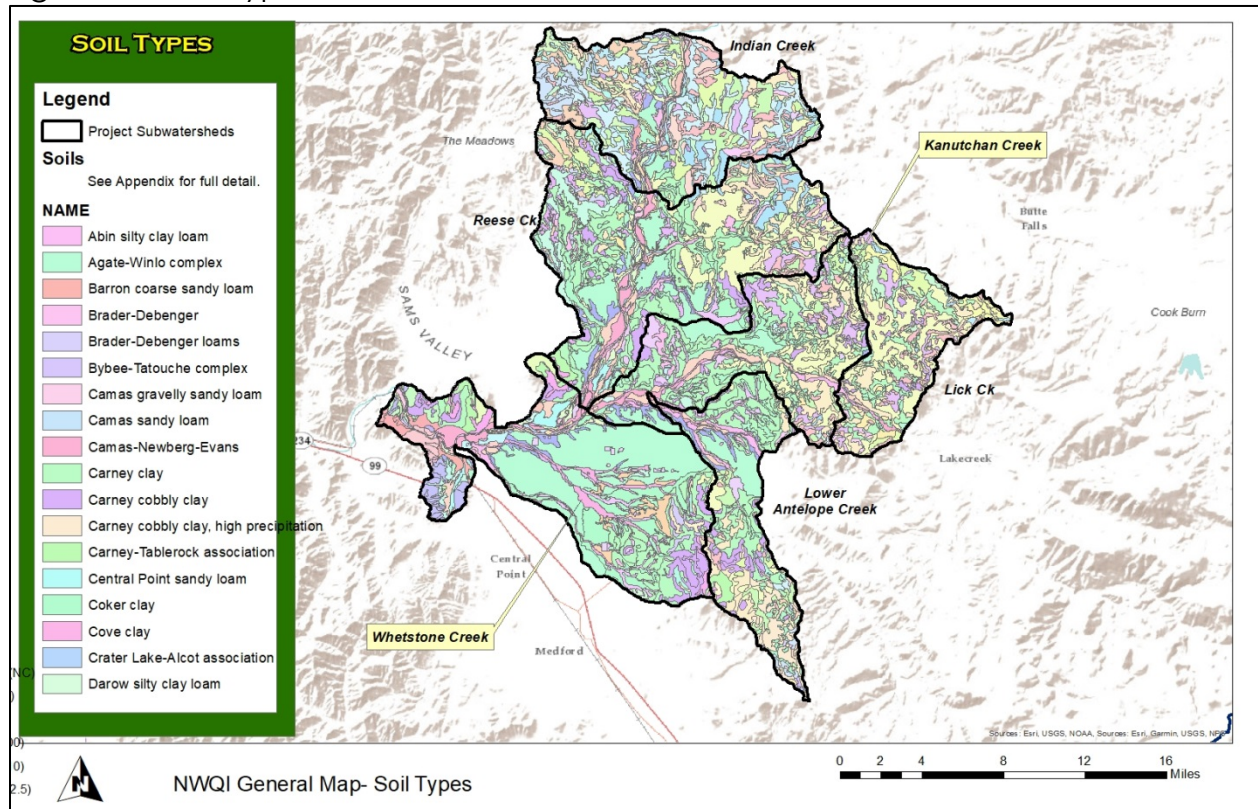 SOIL TYPES
Legend
Project Subwatersheds
Soils
See Appendix for full detail.
NAME
Abin silty clay loam
Agate-Winlo complex
Barron coarse sandy loam
Brader-Debenger
Brader-Debenger loams
Bybee-Tatouche complex
Camas gravelly sandy loam
Camas sandy loam
Camas-Newberg-Evans
Carney clay
Carney cobbly clay
Carney cobbly clay, high precipitation
Carney-Tablerock association
Central Point sandy loam
Coker clay
Cove clay
Crater Lake-Alcot association
Darow silty clay loam
Indian Creek
The Meadows
Kanutchan Creek
Reese Ck
Butte
Falls
SAMS VALLEY
Cook Burn
Lick Ck
234
99
Lakecreek
Lower
Antelope Creek
Central
Point
Whetstone Creek
Medford
Sources: Esri, USGS, NOAA, Sources: Esri, Garmin, USGS, NPS
N
NWQI General Map- Soil Types
0 2 4 8 12 16
Miles